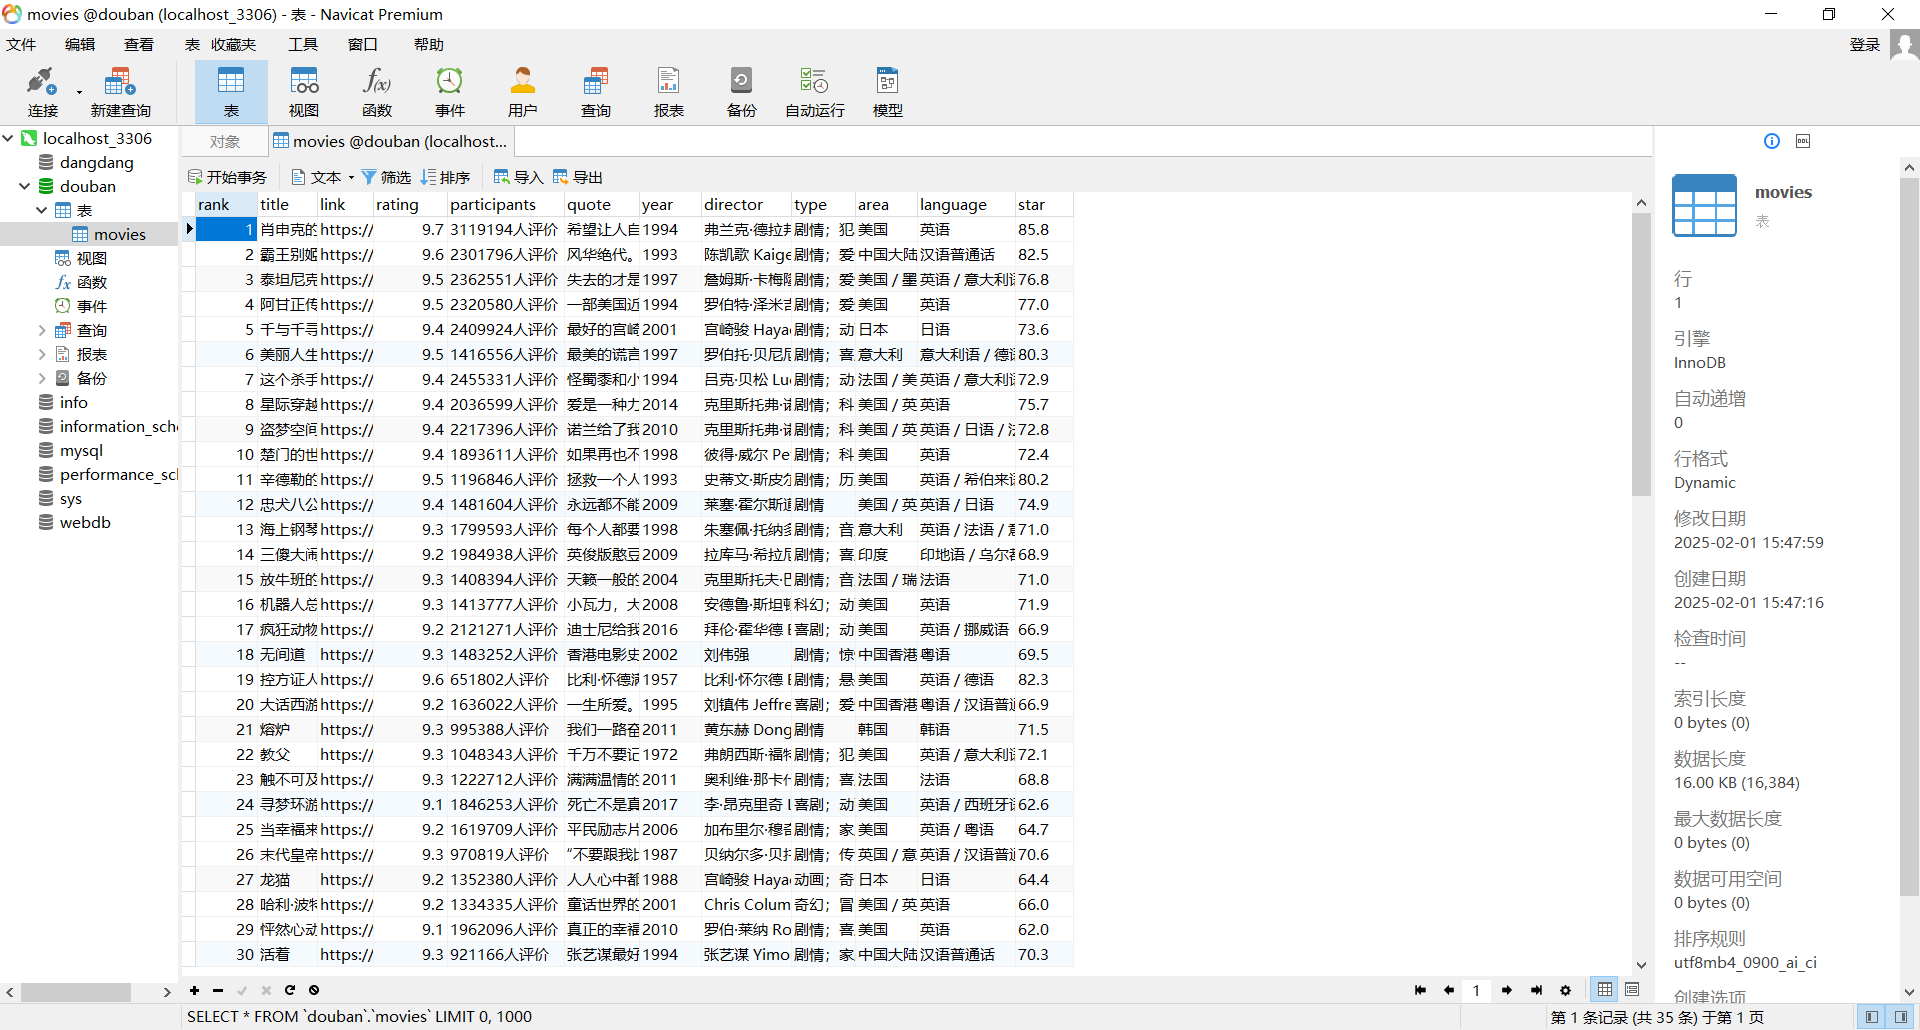 movies @douban (localhost_3306) - 表 - Navicat Premium
文件 编辑 查看 表 收藏夹 工具 窗口 帮助 登录
连接 新建查询 表 视图 函数 事件 用户 查询 报表 备份 自动运行 模型
localhost_3306
dangdang
douban
表
movies
视图
函数
事件
查询
报表
备份
info
information_sch
mysql
performance_sc
sys
webdb
对象 movies @douban (localhost...
开始事务 文本 筛选 排序 导入 导出
rank title link rating participants quote year director type area language star
1 肖申克的 https:// 9.7 3119194人评价 希望让人自 1994 弗兰克·德拉 剧情; 犯 美国 英语 85.8
2 霸王别姬 https:// 9.6 2301796人评价 风华绝代。 1993 陈凯歌 Kaige 剧情; 爱 中国大陆 汉语普通话 82.5
3 泰坦尼克 https:// 9.5 2362551人评价 失去的才是 1997 詹姆斯·卡梅隆 剧情; 爱 美国 / 墨 英语 / 意大利语 76.8
4 阿甘正传 https:// 9.5 2320580人评价 一部美国近 1994 罗伯特·泽米吉 剧情; 爱 美国 英语 77.0
5 千与千寻 https:// 9.4 2409924人评价 最好的宫崎 2001 宫崎骏 Haya 剧情; 动 日本 日语 73.6
6 美丽人生 https:// 9.5 1416556人评价 最美的谎言 1997 罗伯托·贝尼尼 剧情; 喜 意大利 意大利语 / 德语 80.3
7 这个杀手 https:// 9.4 2455331人评价 怪蜀黍和小 1994 吕克·贝松 Lu 剧情; 动 法国 / 美 英语 / 意大利语 72.9
8 星际穿越 https:// 9.4 2036599人评价 爱是一种力 2014 克里斯托弗·诺 剧情; 科 美国 / 英 英语 75.7
9 盗梦空间 https:// 9.4 2217396人评价 诺兰给了我 2010 克里斯托弗·诺 剧情; 科 美国 / 英 英语 / 日语 / 法 72.8
10 楚门的世 https:// 9.4 1893611人评价 如果再也不 1998 彼得·威尔 Pe 剧情; 科 美国 英语 72.4
11 辛德勒的 https:// 9.5 1196846人评价 拯救一个人 1993 史蒂文·斯皮尔 剧情; 历 美国 英语 / 希伯来语 80.2
12 忠犬八公 https:// 9.4 1481604人评价 永远都不能 2009 莱塞·霍尔斯道 剧情 美国 / 英 英语 / 日语 74.9
13 海上钢琴 https:// 9.3 1799593人评价 每个人都要 1998 朱塞佩·托纳多 剧情; 音 意大利 英语 / 法语 / 意 71.0
14 三傻大闹 https:// 9.2 1984938人评价 英俊版憨豆 2009 拉库马·希拉尼 剧情; 喜 印度 印地语 / 乌尔都 68.9
15 放牛班的 https:// 9.3 1408394人评价 天籁一般的 2004 克里斯托夫·巴 剧情; 音 法国 / 瑞 法语 71.0
16 机器人总 https:// 9.3 1413777人评价 小瓦力,大 2008 安德鲁·斯坦顿 科幻; 动 美国 英语 71.9
17 疯狂动物 https:// 9.2 2121271人评价 迪士尼给我 2016 拜伦·霍华德 B 喜剧; 动 美国 英语 / 挪威语 66.9
18 无间道 https:// 9.3 1483252人评价 香港电影史 2002 刘伟强 剧情; 惊 中国香港 粤语 69.5
19 控方证人 https:// 9.6 651802人评价 比利·怀德满 1957 比利·怀尔德 B 剧情; 悬 美国 英语 / 德语 82.3
20 大话西游 https:// 9.2 1636022人评价 一生所爱。 1995 刘镇伟 Jeffre 喜剧; 爱 中国香港 粤语 / 汉语普通 66.9
21 熔炉 https:// 9.3 995388人评价 我们一路奋 2011 黄东赫 Dong 剧情 韩国 韩语 71.5
22 教父 https:// 9.3 1048343人评价 千万不要记 1972 弗朗西斯·福特 剧情; 犯 美国 英语 / 意大利语 72.1
23 触不可及 https:// 9.3 1222712人评价 满满温情的 2011 奥利维·那卡什 剧情; 喜 法国 法语 68.8
24 寻梦环游 https:// 9.1 1846253人评价 死亡不是真 2017 李·昂克里奇 L 喜剧; 动 美国 英语 / 西班牙语 62.6
25 当幸福来 https:// 9.2 1619709人评价 平民励志片 2006 加布里尔·穆奇 剧情; 家 美国 英语 / 粤语 64.7
26 末代皇帝 https:// 9.3 970819人评价 “不要跟我比 1987 贝纳尔多·贝托 剧情; 传 英国 / 意 英语 / 汉语普通 70.6
27 龙猫 https:// 9.2 1352380人评价 人人心中都 1988 宫崎骏 Haya 动画; 奇 日本 日语 64.4
28 哈利·波特 https:// 9.2 1334335人评价 童话世界的 2001 Chris Colum 奇幻; 冒 美国 / 英 英语 66.0
29 怦然心动 https:// 9.1 1962096人评价 真正的幸福 2010 罗伯·莱纳 Ro 剧情; 喜 美国 英语 62.0
30 活着 https:// 9.3 921166人评价 张艺谋最好 1994 张艺谋 Yimo 剧情; 家 中国大陆 汉语普通话 70.3
movies
表
行
1
引擎
InnoDB
自动递增
0
行格式
Dynamic
修改日期
2025-02-01 15:47:59
创建日期
2025-02-01 15:47:16
检查时间
--
索引长度
0 bytes (0)
数据长度
16.00 KB (16,384)
最大数据长度
0 bytes (0)
数据可用空间
0 bytes (0)
排序规则
utf8mb4_0900_ai_ci
创建选项
1
SELECT * FROM `douban`.`movies` LIMIT 0, 1000
第 1 条记录 (共 35 条) 于第 1 页